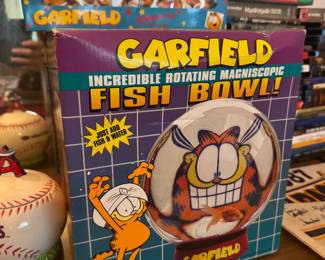 GARFIELD
GARFIELD
INCREDIBLE ROTATING MAGNISCOPIC
FISH BOWL!
JUST ADD
FISH & WATER
GARFIELD